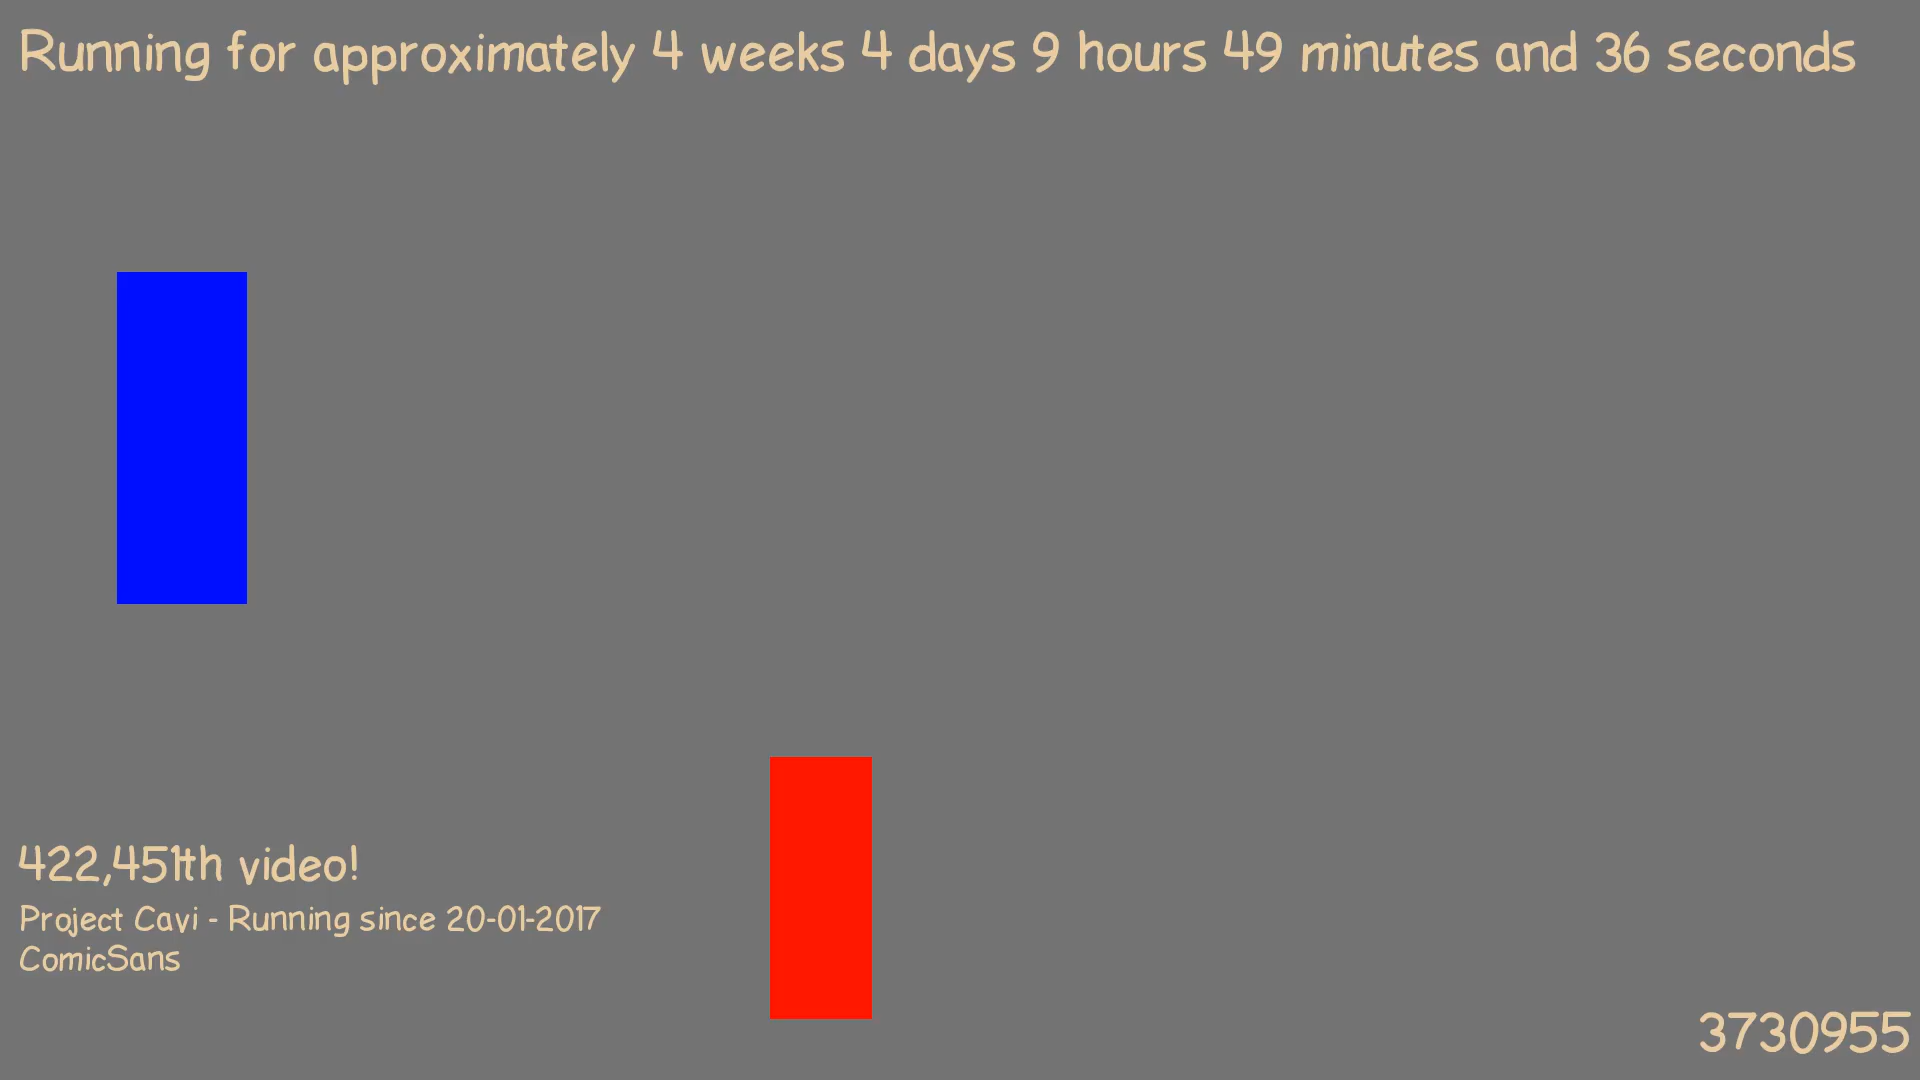 Running for approximately 4 weeks 4 days 9 hours 49 minutes and 36 seconds
422,451th video!
Project Cavi - Running since 20-01-2017
ComicSans
3730955